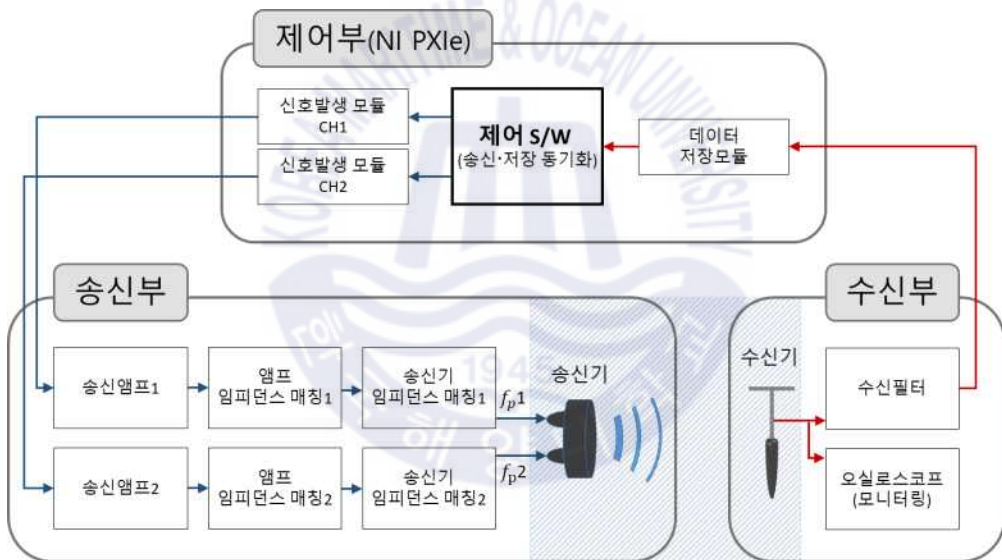 제어부(NI PXIe)
신호발생 모듈
CH1
신호발생 모듈
CH2
제어 S/W
(송신·저장 동기화)
데이터
저장모듈
송신부
송신앰프1
앰프
임피던스 매칭1
송신기
임피던스 매칭1
fp1
송신앰프2
앰프
임피던스 매칭2
송신기
임피던스 매칭2
fp2
송신기
수신부
수신기
수신필터
오실로스코프
(모니터링)
KOREA MARITIME & OCEAN UNIVERSITY
1945